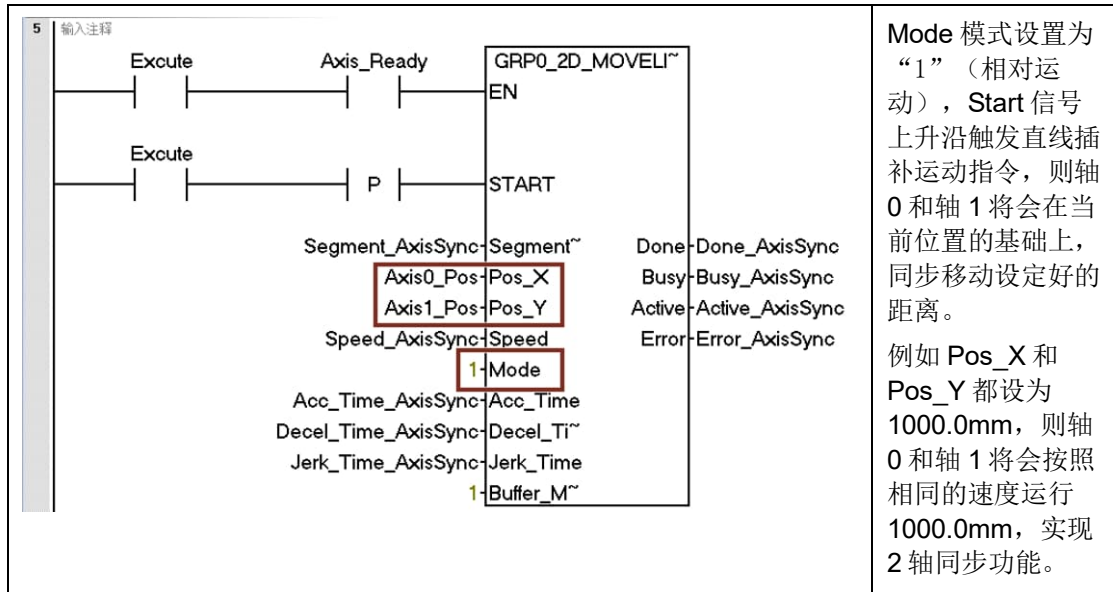 5 输入注释
Excute Axis_Ready GRP0_2D_MOVELI~
EN
Excute
P START
Segment_AxisSync Segment~ Done Done_AxisSync
Axis0_Pos Pos_X Busy Busy_AxisSync
Axis1_Pos Pos_Y Active Active_AxisSync
Speed_AxisSync Speed Error Error_AxisSync
1 Mode
Acc_Time_AxisSync Acc_Time
Decel_Time_AxisSync Decel_Ti~
Jerk_Time_AxisSync Jerk_Time
1 Buffer_M~
Mode 模式设置为
“1”（相对运
动），Start 信号
上升沿触发直线插
补运动指令，则轴
0 和轴 1 将会在当
前位置的基础上，
同步移动设定好的
距离。
例如 Pos_X 和
Pos_Y 都设为
1000.0mm，则轴
0 和轴 1 将会按照
相同的速度运行
1000.0mm，实现
2 轴同步功能。